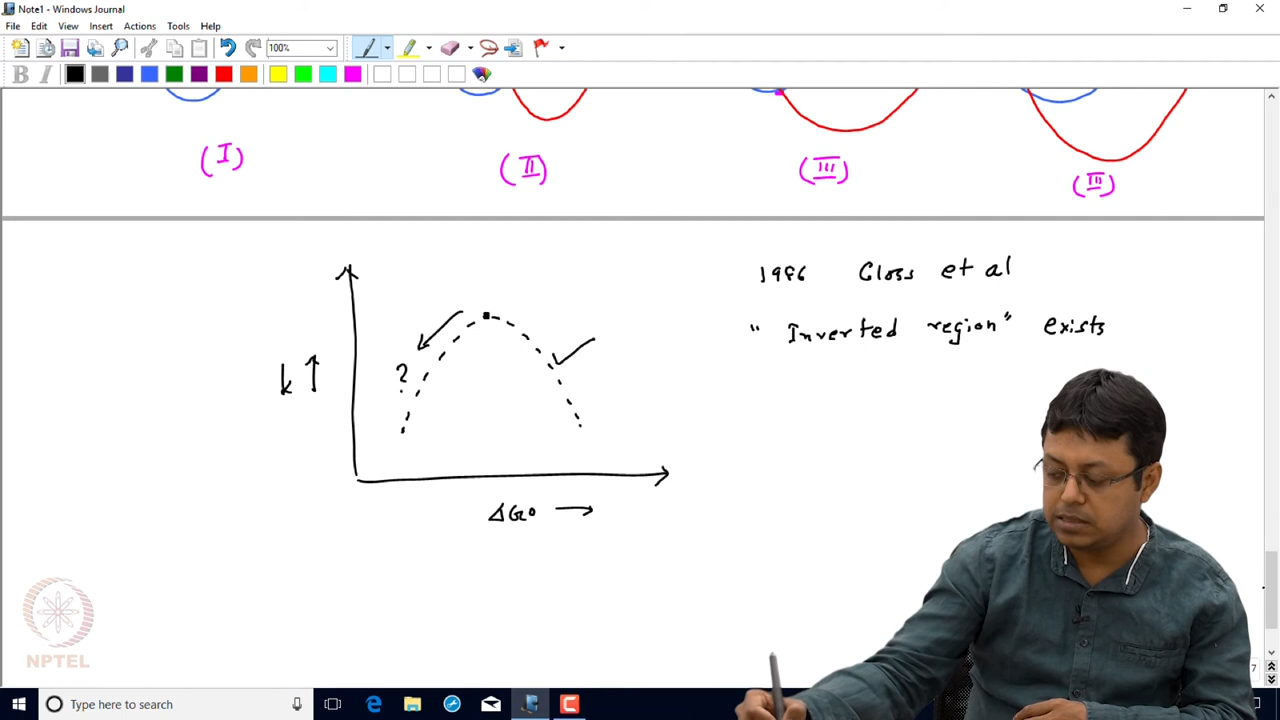 Note1 - Windows Journal
File Edit View Insert Actions Tools Help
100%
B I
(I) (II) (III) (III)
1986 Closs et al
"Inverted region" exists
k ↑
?
ΔG⁰ →
NPTEL
7
Type here to search